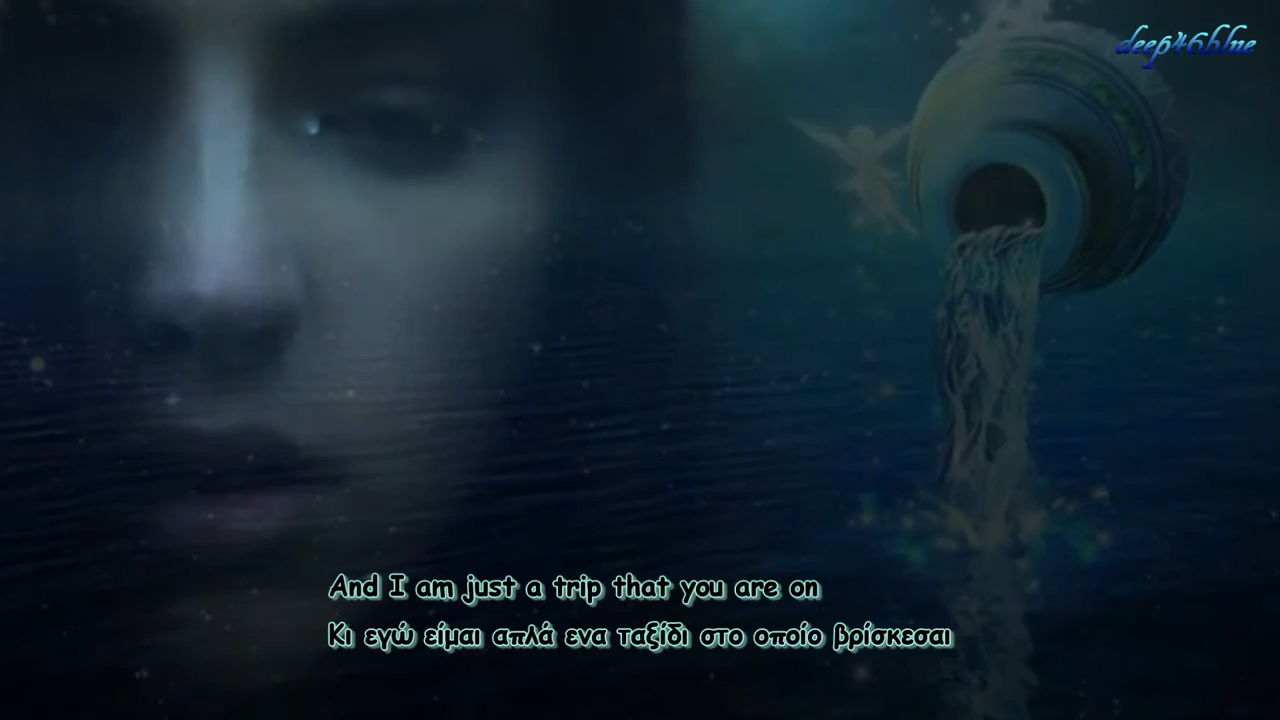 deep46blue
And I am just a trip that you are on
Κι εγώ είμαι απλά ενα ταξίδι στο οποίο βρίσκεσαι